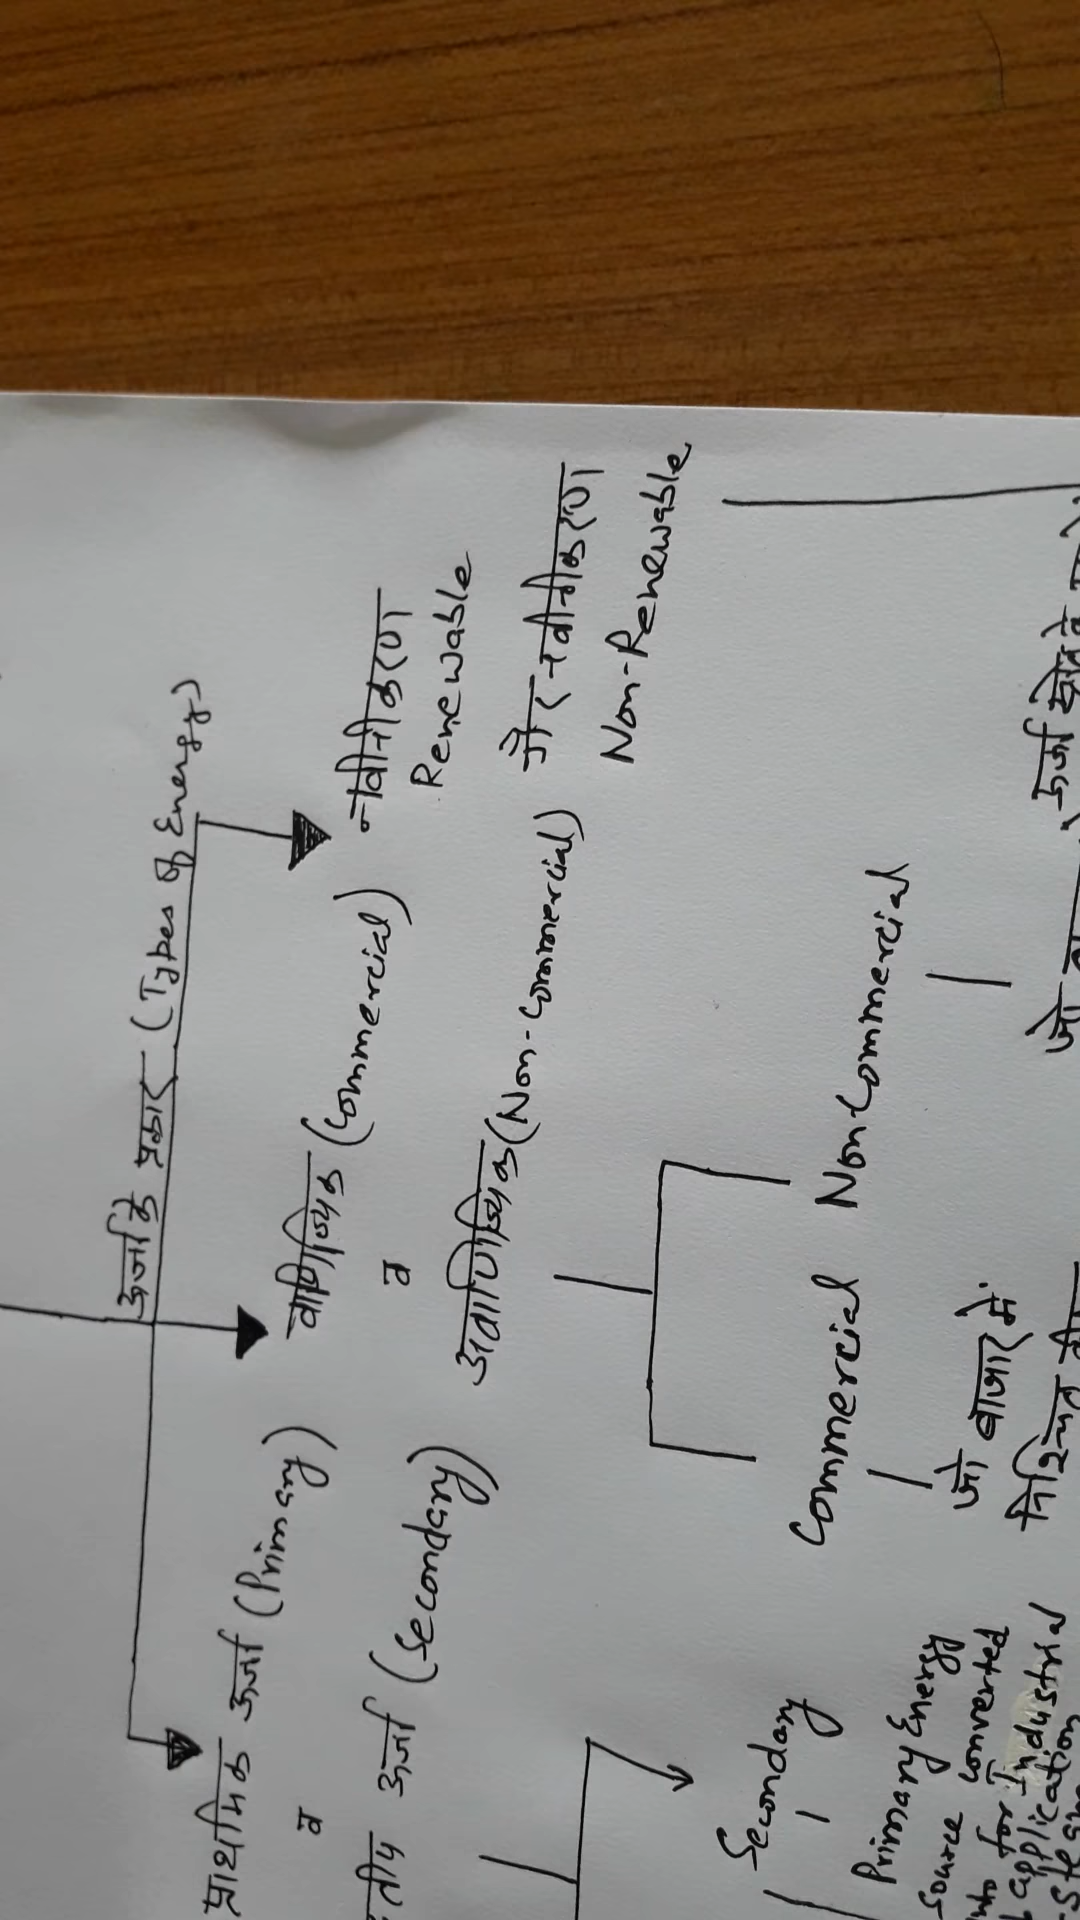 ऊर्जा के प्रकार (Types of Energy)
प्राथमिक ऊर्जा (Primary)
व
ऊर्जा (Secondary)
वाणिज्यिक (Commercial)
व
अवाणिज्यिक (Non-Commercial)
नवीनीकरण
Renewable
गैर नवीनीकरण
Non-Renewable
Secondary
Primary Energy
Source Converted
for Industrial
application
Commercial Non-Commercial
जो बाजार में
निश्चित
जो
ऊर्जा स्रोत